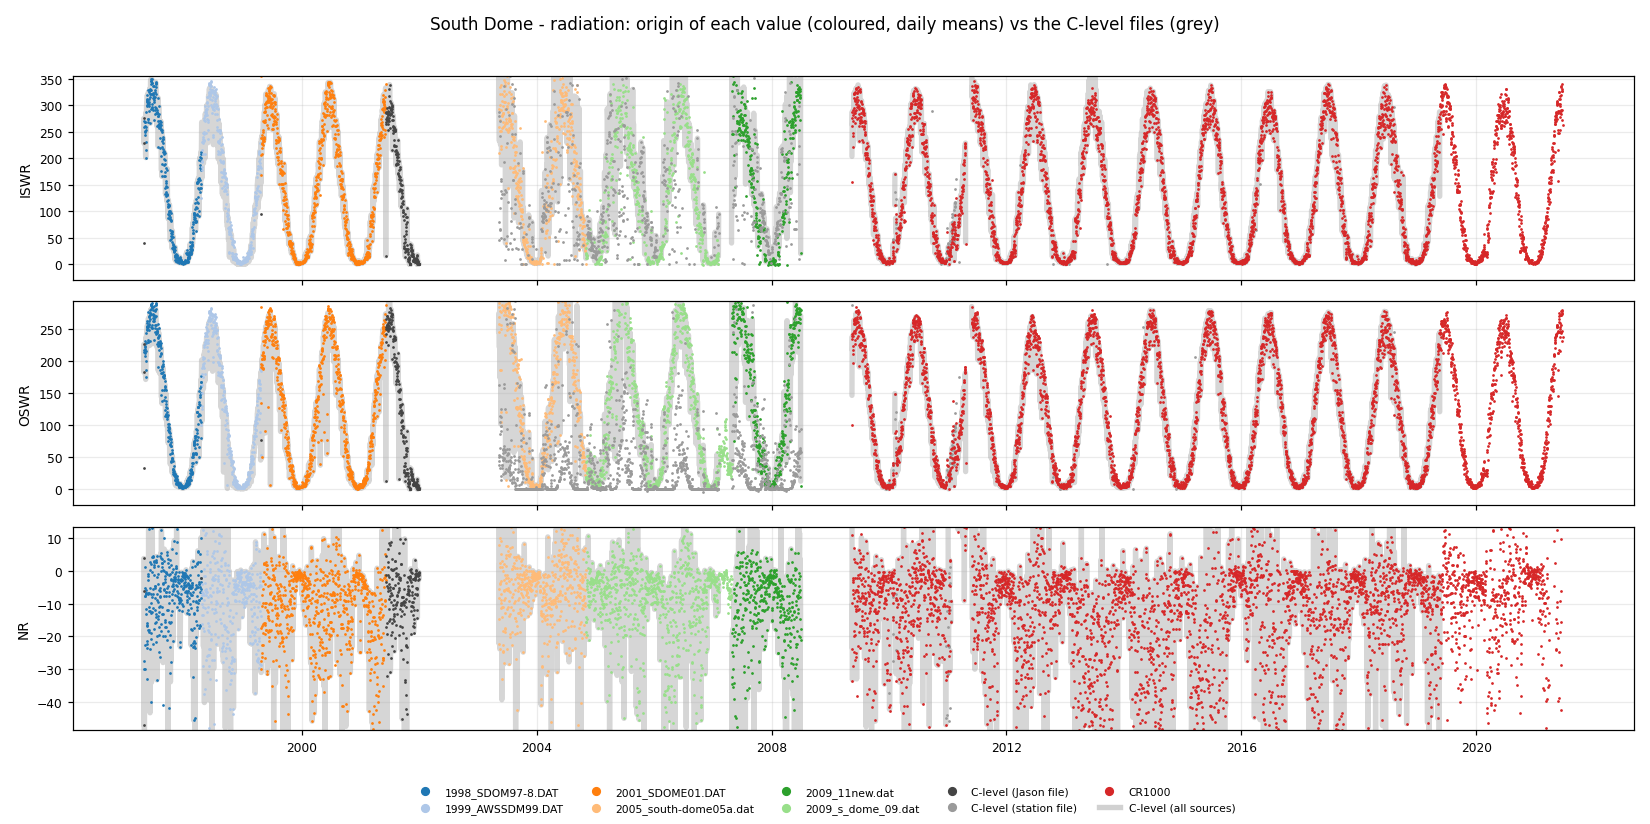 South Dome - radiation: origin of each value (coloured, daily means) vs the C-level files (grey)
ISWR
350
300
250
200
150
100
50
0
OSWR
250
200
150
100
50
0
NR
10
0
−10
−20
−30
−40
2000 2004 2008 2012 2016 2020
1998_SDOM97-8.DAT 2001_SDOME01.DAT 2009_11new.dat C-level (Jason file) CR1000
1999_AWSSDM99.DAT 2005_south-dome05a.dat 2009_s_dome_09.dat C-level (station file) C-level (all sources)